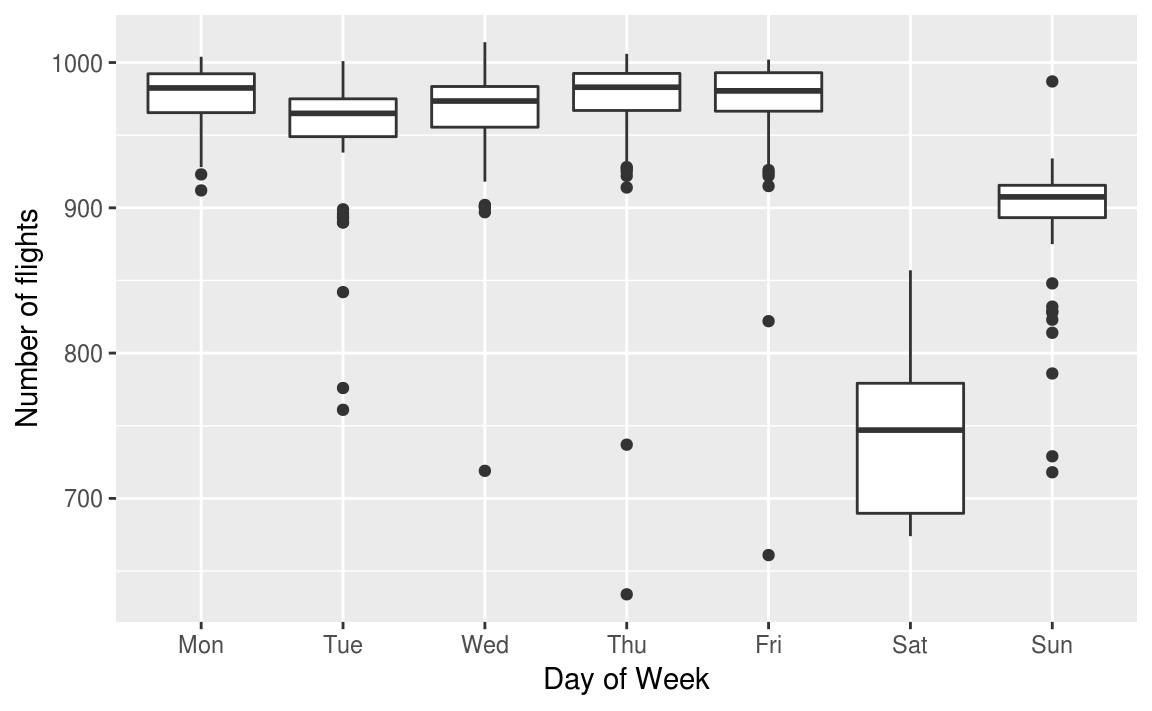 1000
900
800
700
Number of flights
Mon Tue Wed Thu Fri Sat Sun
Day of Week